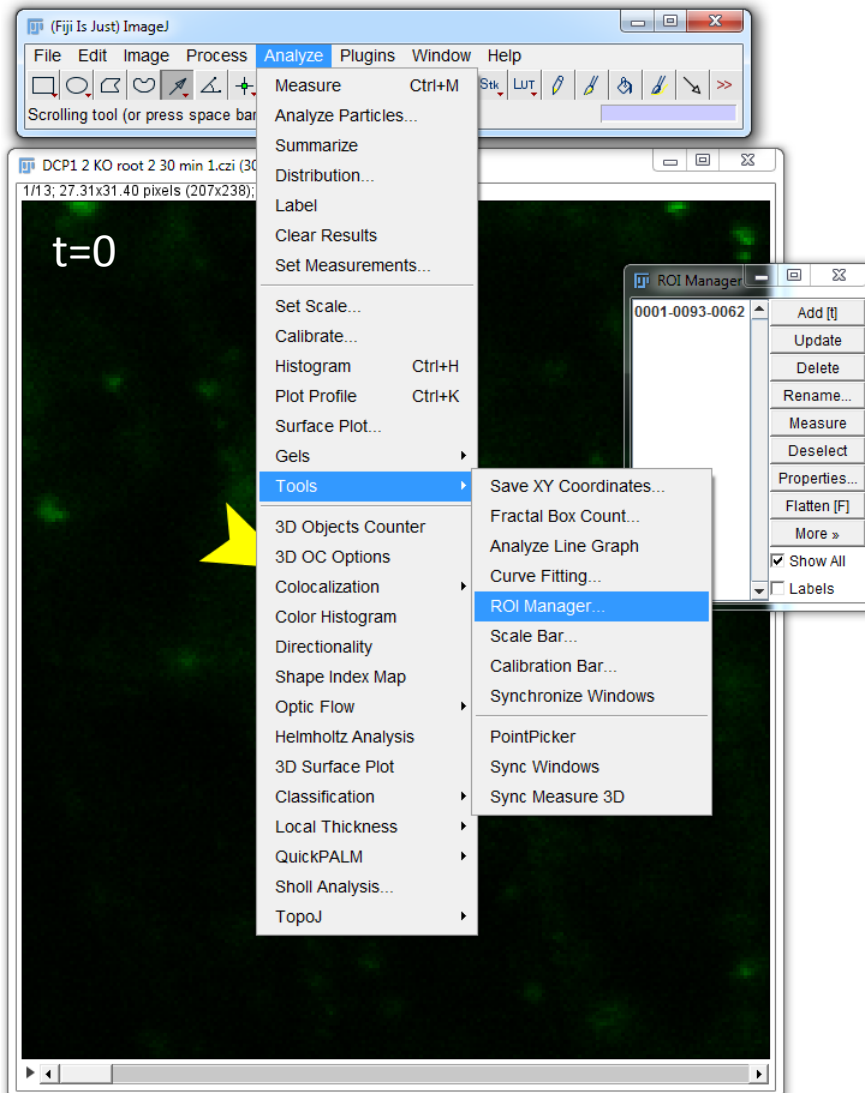 (Fiji Is Just) ImageJ
File Edit Image Process Analyze Plugins Window Help
Stk LUT >>
Scrolling tool (or press space bar
DCP1 2 KO root 2 30 min 1.czi (30
1/13; 27.31x31.40 pixels (207x238);
t=0
Measure Ctrl+M
Analyze Particles...
Summarize
Distribution...
Label
Clear Results
Set Measurements...
Set Scale...
Calibrate...
Histogram Ctrl+H
Plot Profile Ctrl+K
Surface Plot...
Gels
Tools
3D Objects Counter
3D OC Options
Colocalization
Color Histogram
Directionality
Shape Index Map
Optic Flow
Helmholtz Analysis
3D Surface Plot
Classification
Local Thickness
QuickPALM
Sholl Analysis...
TopoJ
Save XY Coordinates...
Fractal Box Count...
Analyze Line Graph
Curve Fitting...
ROI Manager...
Scale Bar...
Calibration Bar...
Synchronize Windows
PointPicker
Sync Windows
Sync Measure 3D
ROI Manager
0001-0093-0062
Add [t]
Update
Delete
Rename...
Measure
Deselect
Properties...
Flatten [F]
More »
Show All
Labels